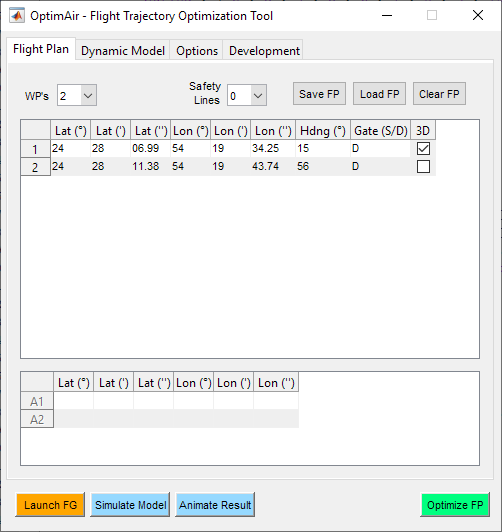 OptimAir - Flight Trajectory Optimization Tool
Flight Plan Dynamic Model Options Development
WP's 2 Safety Lines 0 Save FP Load FP Clear FP
Lat (°) Lat (') Lat ('') Lon (°) Lon (') Lon ('') Hdng (°) Gate (S/D) 3D
1 24 28 06.99 54 19 34.25 15 D
2 24 28 11.38 54 19 43.74 56 D
Lat (°) Lat (') Lat ('') Lon (°) Lon (') Lon ('')
A1
A2
Launch FG Simulate Model Animate Result Optimize FP